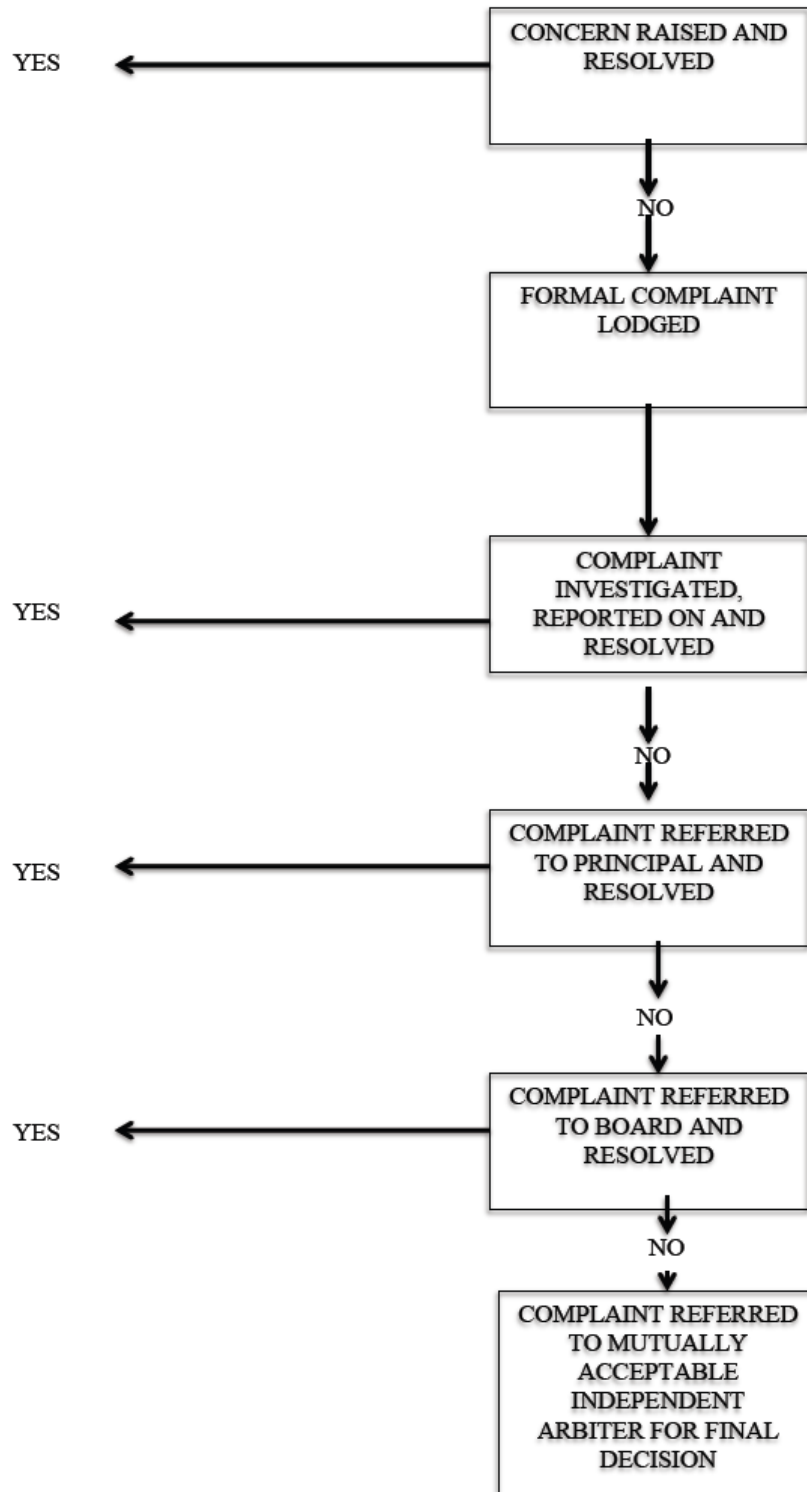 CONCERN RAISED AND
RESOLVED
YES
NO
FORMAL COMPLAINT
LODGED
COMPLAINT
INVESTIGATED,
REPORTED ON AND
RESOLVED
YES
NO
COMPLAINT REFERRED
TO PRINCIPAL AND
RESOLVED
YES
NO
COMPLAINT REFERRED
TO BOARD AND
RESOLVED
YES
NO
COMPLAINT REFERRED
TO MUTUALLY
ACCEPTABLE
INDEPENDENT
ARBITER FOR FINAL
DECISION